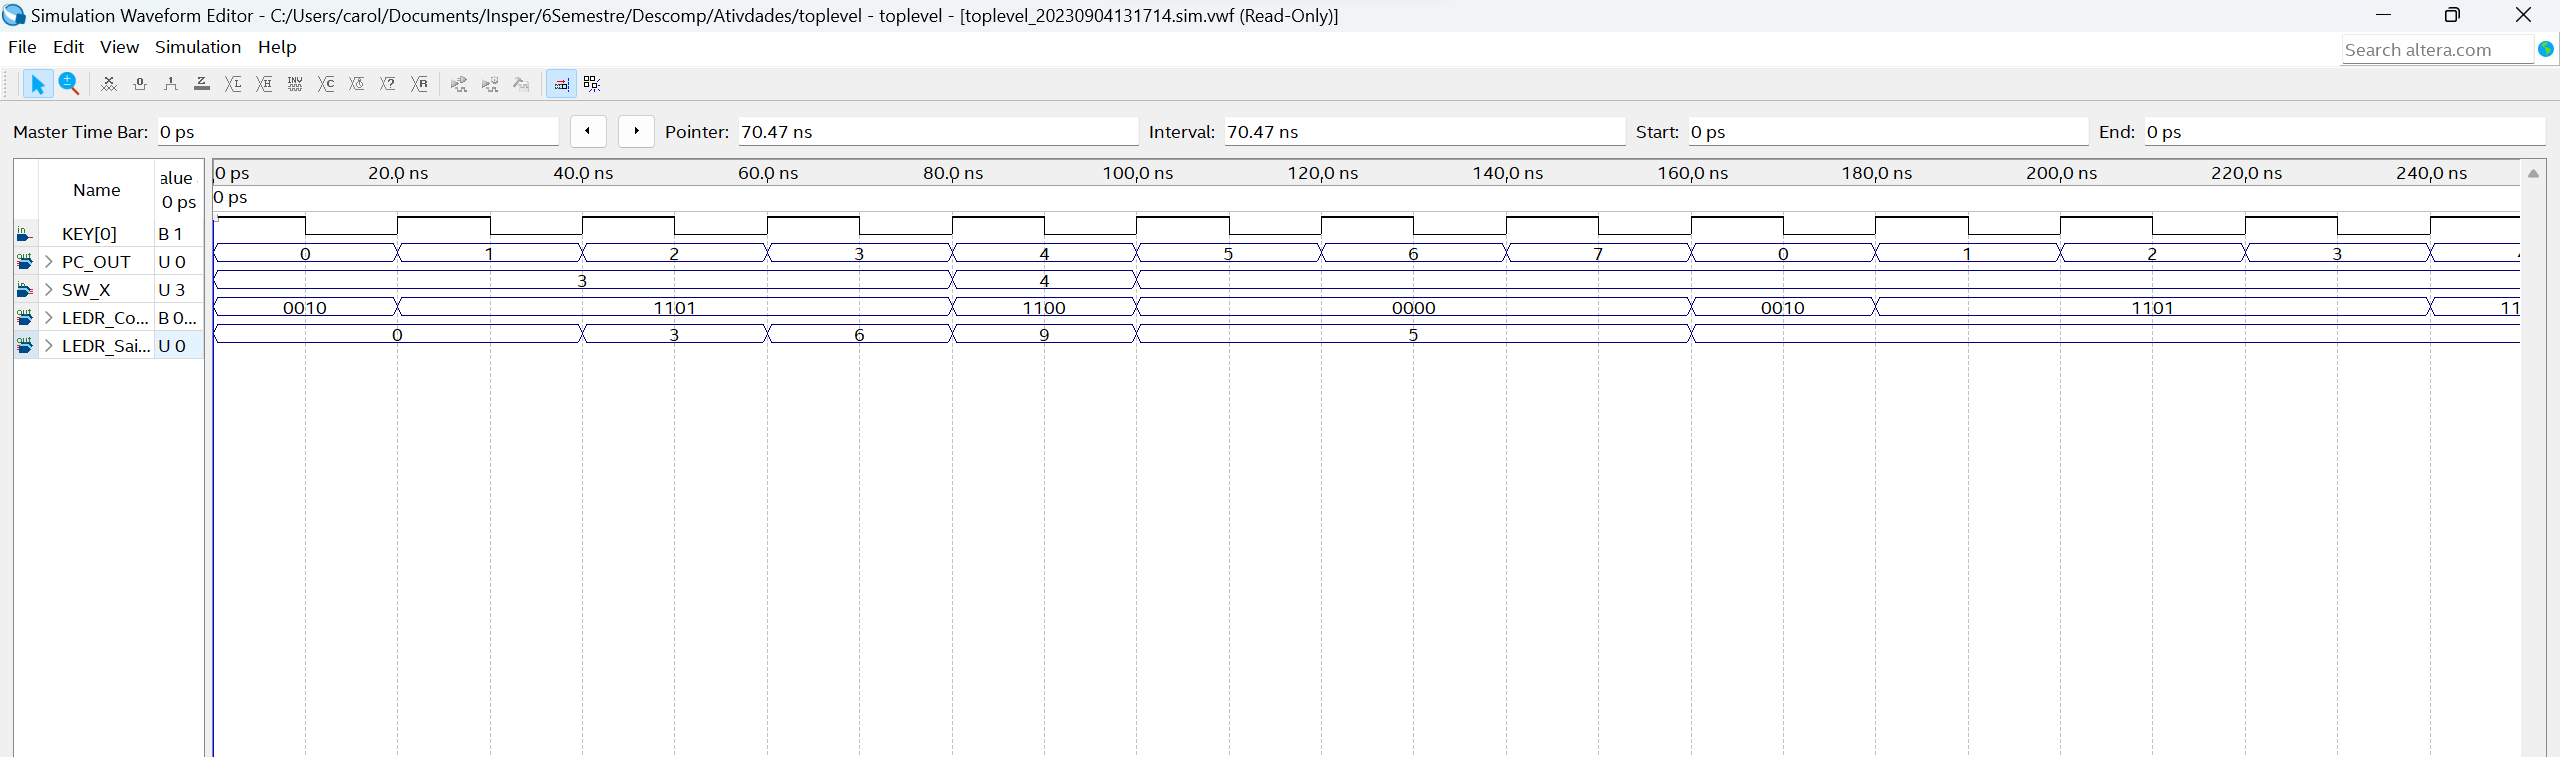 Simulation Waveform Editor - C:/Users/carol/Documents/Insper/6Semestre/Descomp/Ativdades/toplevel - toplevel - [toplevel_20230904131714.sim.vwf (Read-Only)]
File Edit View Simulation Help
Search altera.com
Master Time Bar: 0 ps Pointer: 70.47 ns Interval: 70.47 ns Start: 0 ps End: 0 ps
Name alue 0 ps
0 ps 20.0 ns 40.0 ns 60.0 ns 80.0 ns 100.0 ns 120.0 ns 140.0 ns 160.0 ns 180.0 ns 200.0 ns 220.0 ns 240.0 ns
0 ps
KEY[0] B 1
PC_OUT U 0 0 1 2 3 4 5 6 7 0 1 2 3
SW_X U 3 3 4
LEDR_Co... B 0... 0010 1101 1100 0000 0010 1101 11
LEDR_Sai... U 0 0 3 6 9 5